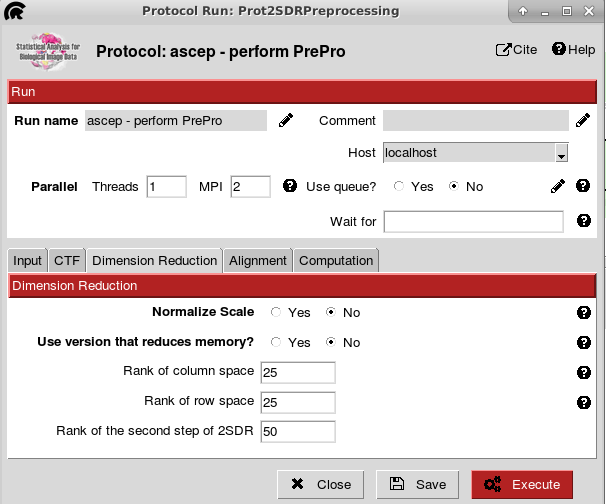 Protocol Run: Prot2SDRPreprocessing
Statistical Analysis for
Biological Image Data
Protocol: ascep - perform PrePro
Cite
Help
Run
Run name ascep - perform PrePro Comment
Host localhost
Parallel Threads 1 MPI 2 Use queue? Yes No
Wait for
Input CTF Dimension Reduction Alignment Computation
Dimension Reduction
Normalize Scale Yes No
Use version that reduces memory? Yes No
Rank of column space 25
Rank of row space 25
Rank of the second step of 2SDR 50
Close Save Execute